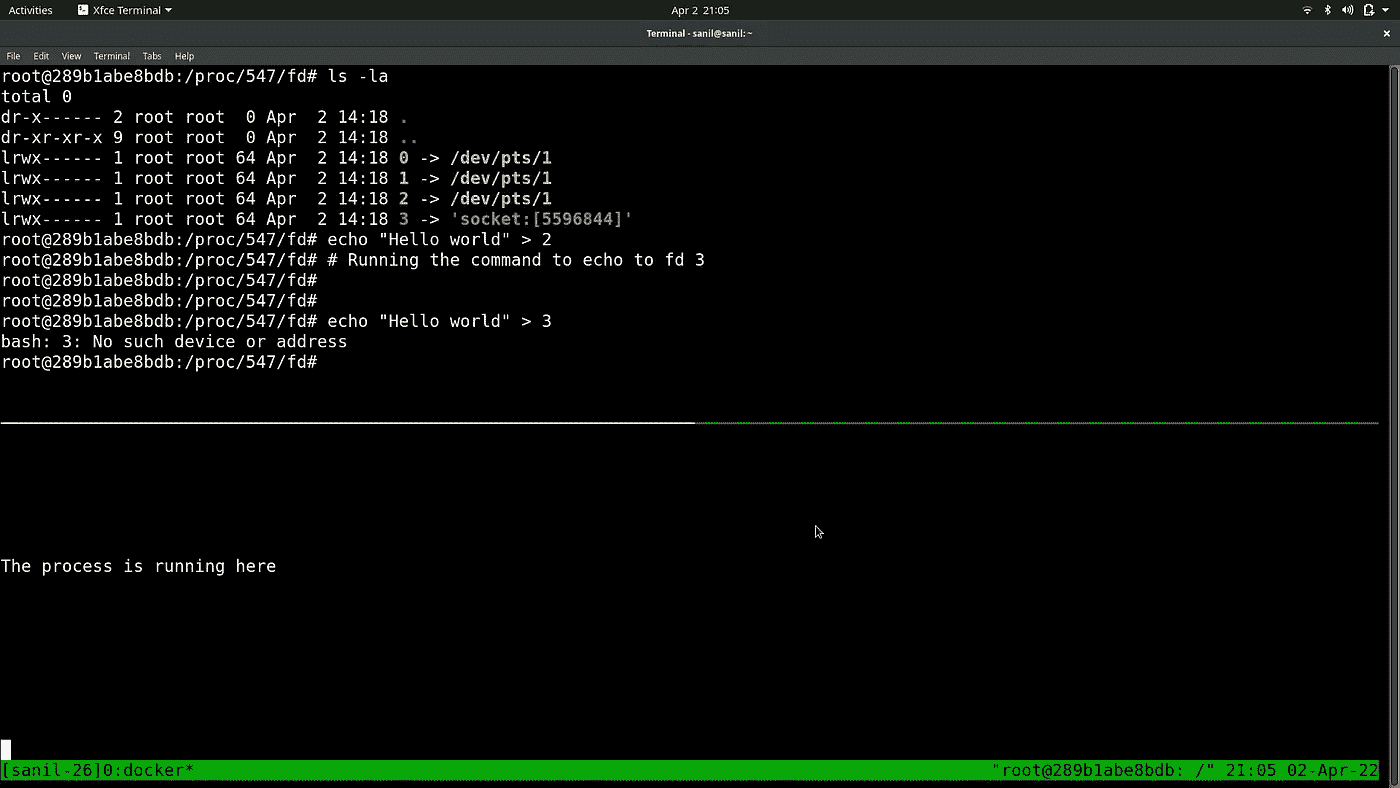 Activities Xfce Terminal Apr 2 21:05
Terminal - sanil@sanil: ~
File Edit View Terminal Tabs Help
root@289b1abe8bdb:/proc/547/fd# ls -la
total 0
dr-x------ 2 root root  0 Apr  2 14:18 .
dr-xr-xr-x 9 root root  0 Apr  2 14:18 ..
lrwx------ 1 root root 64 Apr  2 14:18 0 -> /dev/pts/1
lrwx------ 1 root root 64 Apr  2 14:18 1 -> /dev/pts/1
lrwx------ 1 root root 64 Apr  2 14:18 2 -> /dev/pts/1
lrwx------ 1 root root 64 Apr  2 14:18 3 -> 'socket:[5596844]'
root@289b1abe8bdb:/proc/547/fd# echo "Hello world" > 2
root@289b1abe8bdb:/proc/547/fd# # Running the command to echo to fd 3
root@289b1abe8bdb:/proc/547/fd#
root@289b1abe8bdb:/proc/547/fd#
root@289b1abe8bdb:/proc/547/fd# echo "Hello world" > 3
bash: 3: No such device or address
root@289b1abe8bdb:/proc/547/fd#
The process is running here
[sanil-26]0:docker* "root@289b1abe8bdb: /" 21:05 02-Apr-22